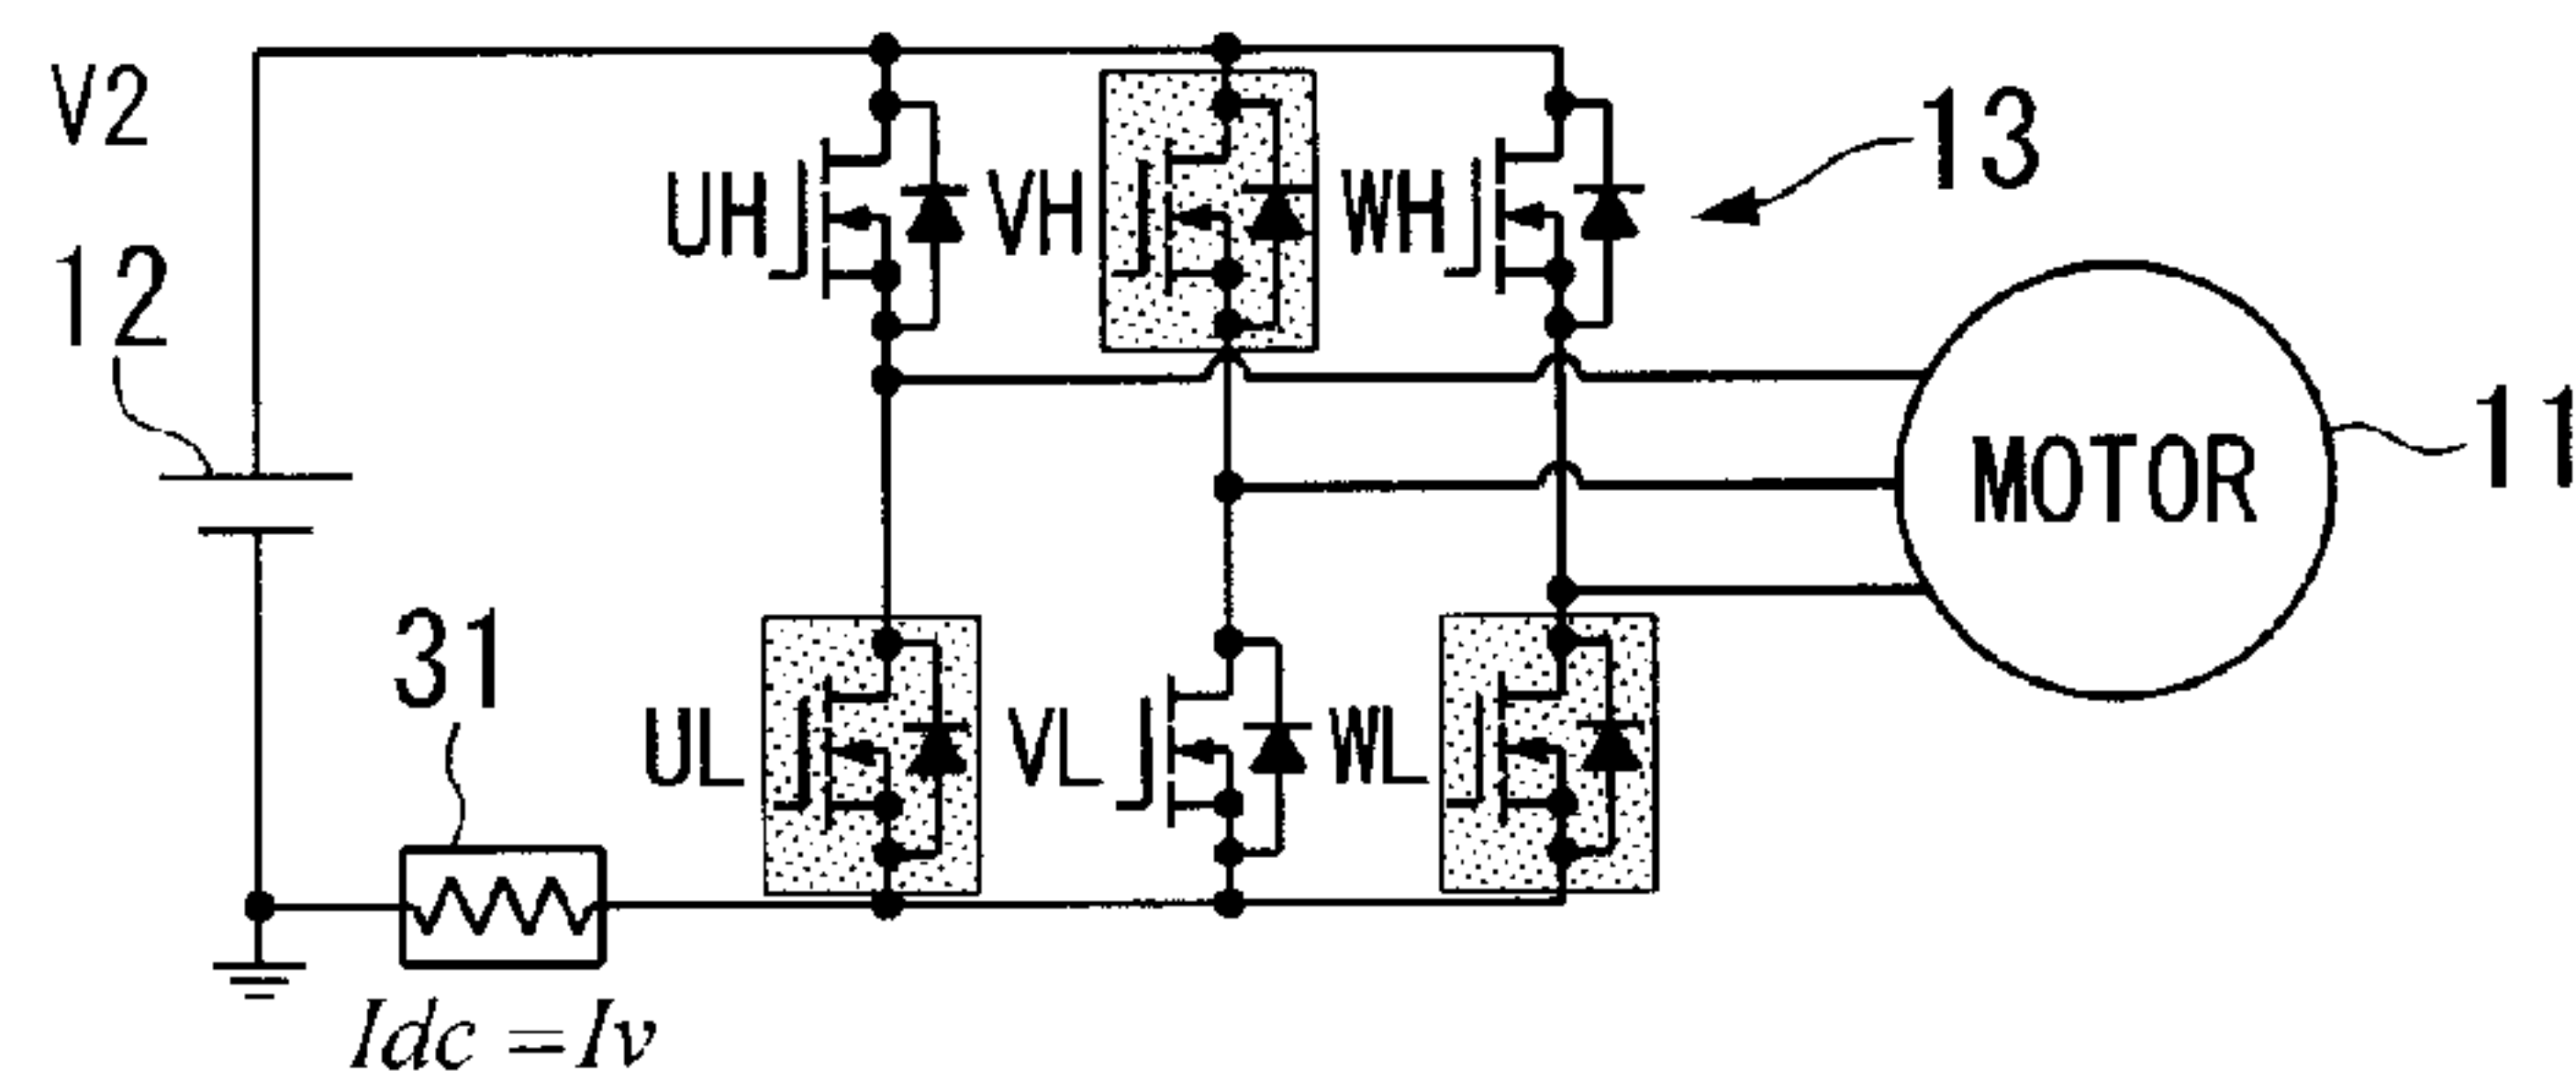 V2
12
UH
VH
WH
13
MOTOR
11
31
UL
VL
WL
Idc = Iv